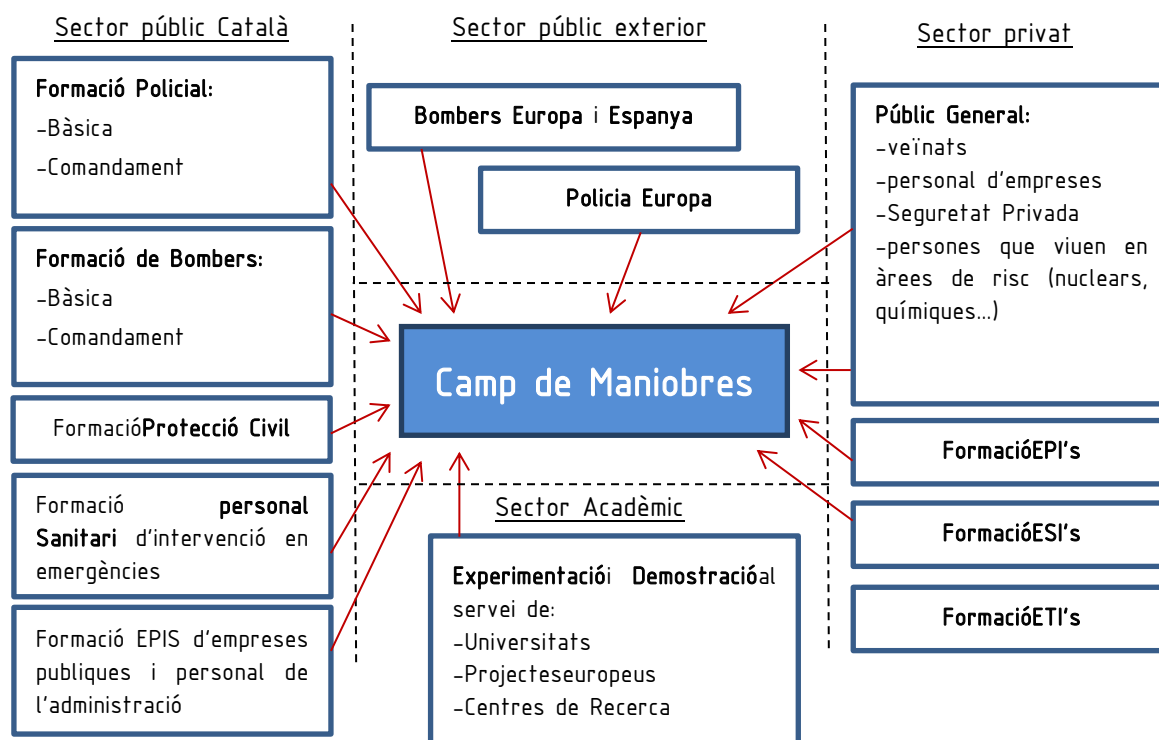 Sector públic Català
Formació Policial:
-Bàsica
-Comandament
Formació de Bombers:
-Bàsica
-Comandament
FormacióProtecció Civil
Formació personal
Sanitari d'intervenció en
emergències
Formació EPIS d'empreses
publiques i personal de
l'administració
Sector públic exterior
Bombers Europa i Espanya
Policia Europa
Camp de Maniobres
Sector Acadèmic
Experimentaciói Demostracióal
servei de:
-Universitats
-Projecteseuropeus
-Centres de Recerca
Sector privat
Públic General:
-veïnats
-personal d'empreses
-Seguretat Privada
-persones que viuen en
àrees de risc (nuclears,
químiques...)
FormacióEPI's
FormacióESI's
FormacióETI's